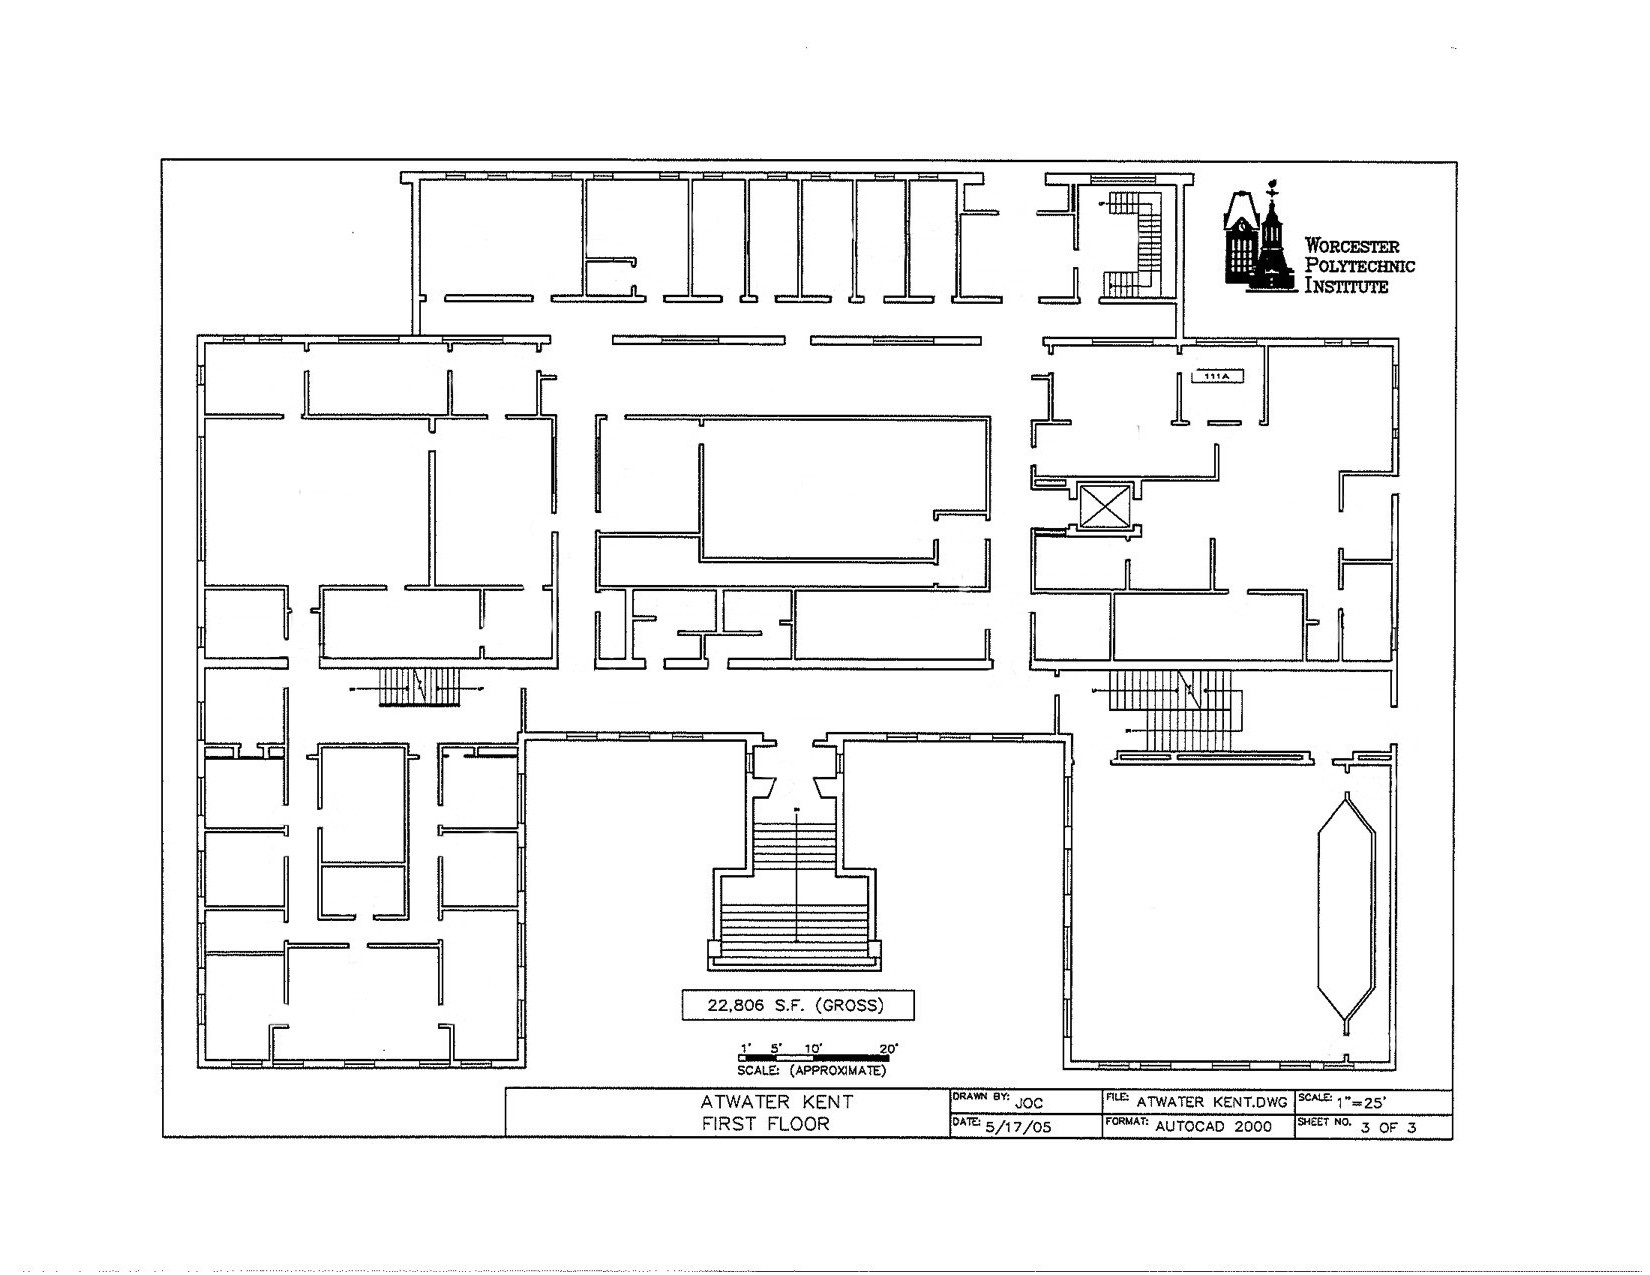 WORCESTER
POLYTECHNIC
INSTITUTE
111A
22,806 S.F. (GROSS)
1' 5' 10' 20'
SCALE: (APPROXIMATE)
ATWATER KENT
FIRST FLOOR
DRAWN BY: JOC
FILE: ATWATER KENT.DWG
SCALE: 1"=25'
DATE: 5/17/05
FORMAT: AUTOCAD 2000
SHEET NO. 3 OF 3